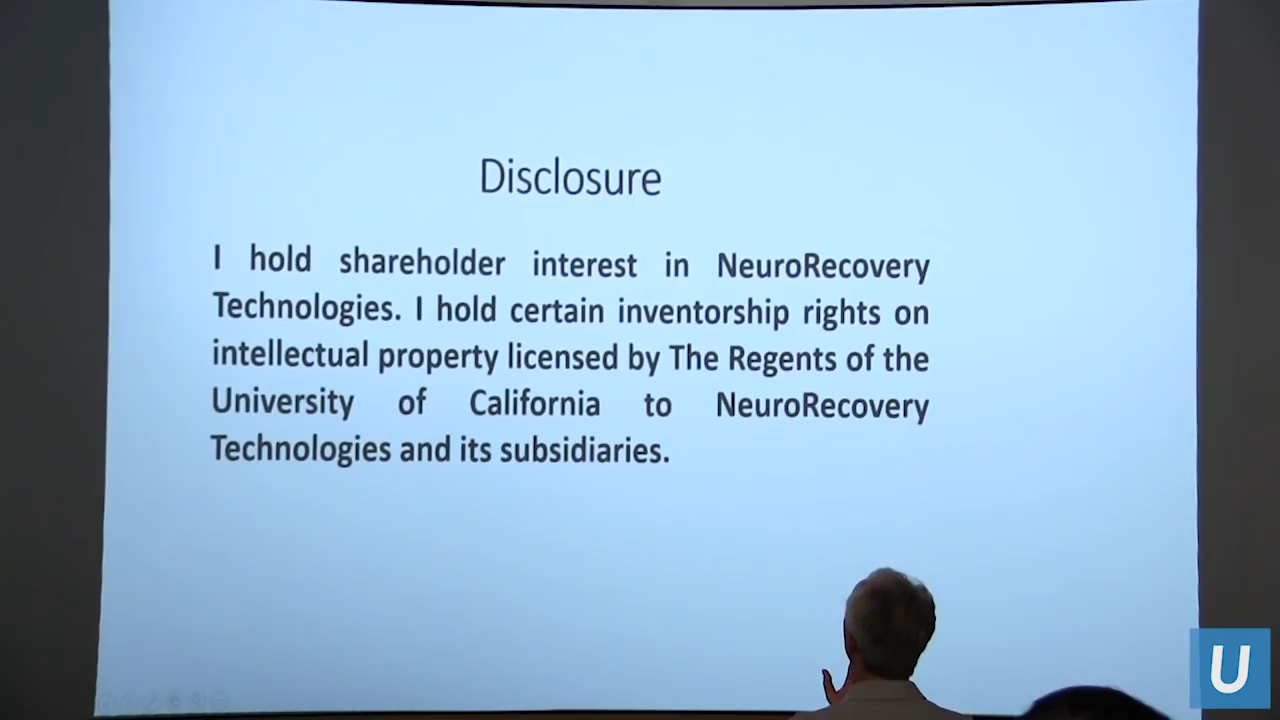 Disclosure
I hold shareholder interest in NeuroRecovery
Technologies. I hold certain inventorship rights on
intellectual property licensed by The Regents of the
University of California to NeuroRecovery
Technologies and its subsidiaries.
U